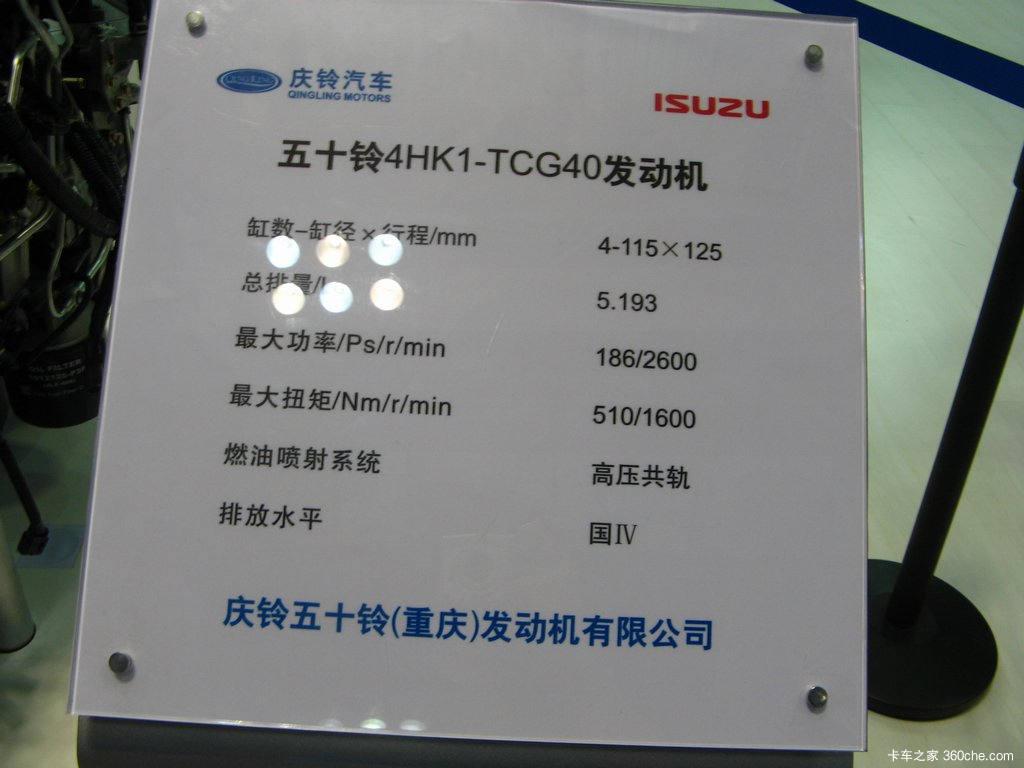 庆铃汽车
QINGLING MOTORS
ISUZU
五十铃4HK1-TCG40发动机
缸数-缸径×行程/mm 4-115×125
总排量/L 5.193
最大功率/Ps/r/min 186/2600
最大扭矩/Nm/r/min 510/1600
燃油喷射系统 高压共轨
排放水平 国Ⅳ
庆铃五十铃(重庆)发动机有限公司
OIL FILTER
卡车之家 360che.com